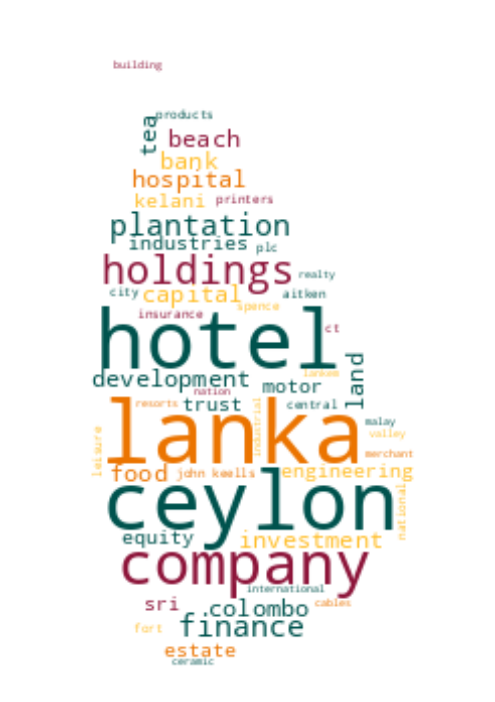 building
products
tea
beach
bank
hospital
kelani printers
plantation
industries plc
holdings realty
city capital aitken
spence
insurance
hotel ct
lankem
development motor land
nation
resorts trust central
industrial
lanka malay
valley
leisure
merchant
food john keells engineering
ceylon national
equity investment
company
international
sri colombo cables
fort finance
estate
ceramic